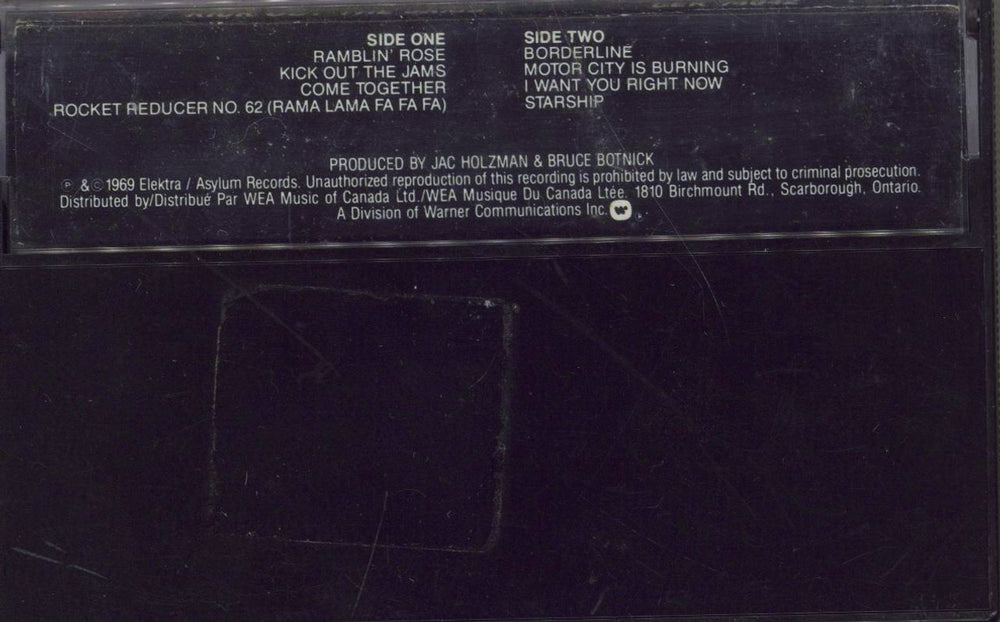 SIDE ONE
RAMBLIN' ROSE
KICK OUT THE JAMS
COME TOGETHER
ROCKET REDUCER NO. 62 (RAMA LAMA FA FA FA)
SIDE TWO
BORDERLINE
MOTOR CITY IS BURNING
I WANT YOU RIGHT NOW
STARSHIP
PRODUCED BY JAC HOLZMAN & BRUCE BOTNICK
℗ & © 1969 Elektra / Asylum Records. Unauthorized reproduction of this recording is prohibited by law and subject to criminal prosecution.
Distributed by/Distribué Par WEA Music of Canada Ltd./WEA Musique Du Canada Ltée. 1810 Birchmount Rd., Scarborough, Ontario.
A Division of Warner Communications Inc.